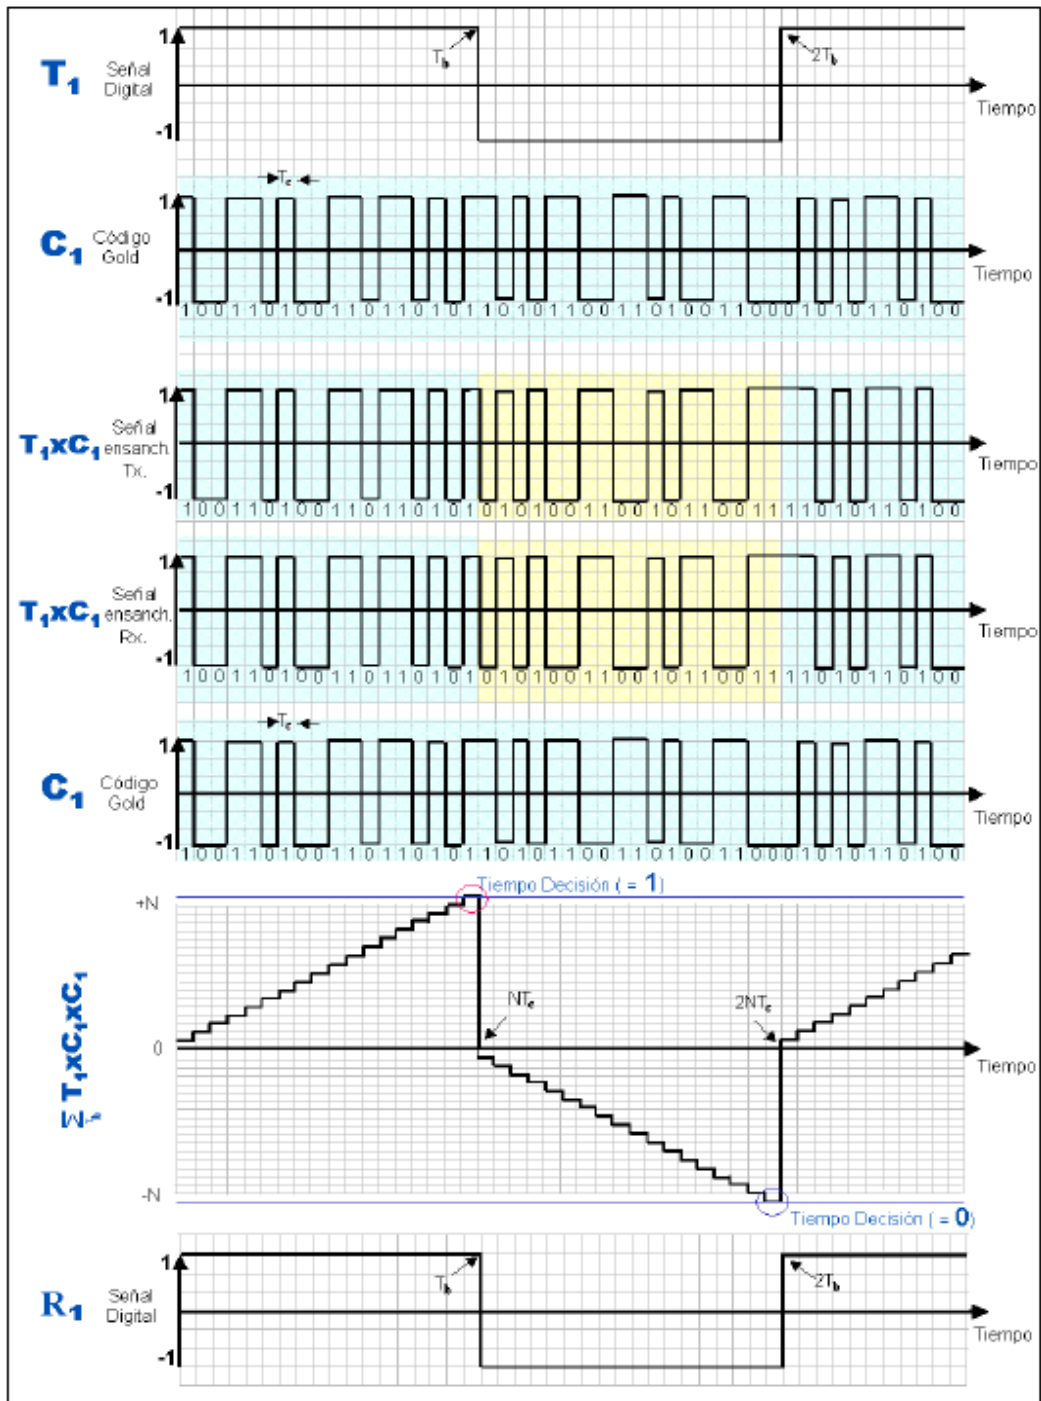 T1 Señal Digital
1
-1
Tb
2Tb
Tiempo
Tc
C1 Código Gold
1
-1
Tiempo
1 0 0 1 1 0 1 0 0 1 1 0 1 1 0 1 0 1 1 0 1 0 1 1 0 0 1 1 0 1 0 0 1 1 0 0 0 1 0 1 0 1 1 0 1 0 0
T1xC1 Señal ensanch. Tx.
1
-1
Tiempo
1 0 0 1 1 0 1 0 0 1 1 0 1 1 0 1 0 1 0 1 0 1 0 0 1 1 0 0 1 0 1 1 0 0 1 1 1 1 0 1 0 1 1 0 1 0 0
T1xC1 Señal ensanch. Rx.
1
-1
Tiempo
1 0 0 1 1 0 1 0 0 1 1 0 1 1 0 1 0 1 0 1 0 1 0 0 1 1 0 0 1 0 1 1 0 0 1 1 1 1 0 1 0 1 1 0 1 0 0
Tc
C1 Código Gold
1
-1
Tiempo
1 0 0 1 1 0 1 0 0 1 1 0 1 1 0 1 0 1 1 0 1 0 1 1 0 0 1 1 0 1 0 0 1 1 0 0 0 1 0 1 0 1 1 0 1 0 0
Tiempo Decisión ( = 1)
+N
NTc
2NTc
0
Tiempo
∑ T1xC1xC1
-N
Tiempo Decisión ( = 0)
R1 Señal Digital
1
-1
Tb
2Tb
Tiempo